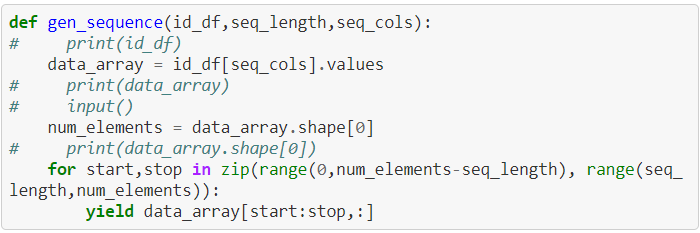 def gen_sequence(id_df,seq_length,seq_cols):
#     print(id_df)
    data_array = id_df[seq_cols].values
#     print(data_array)
#     input()
    num_elements = data_array.shape[0]
#     print(data_array.shape[0])
    for start,stop in zip(range(0,num_elements-seq_length), range(seq_
length,num_elements)):
        yield data_array[start:stop,:]